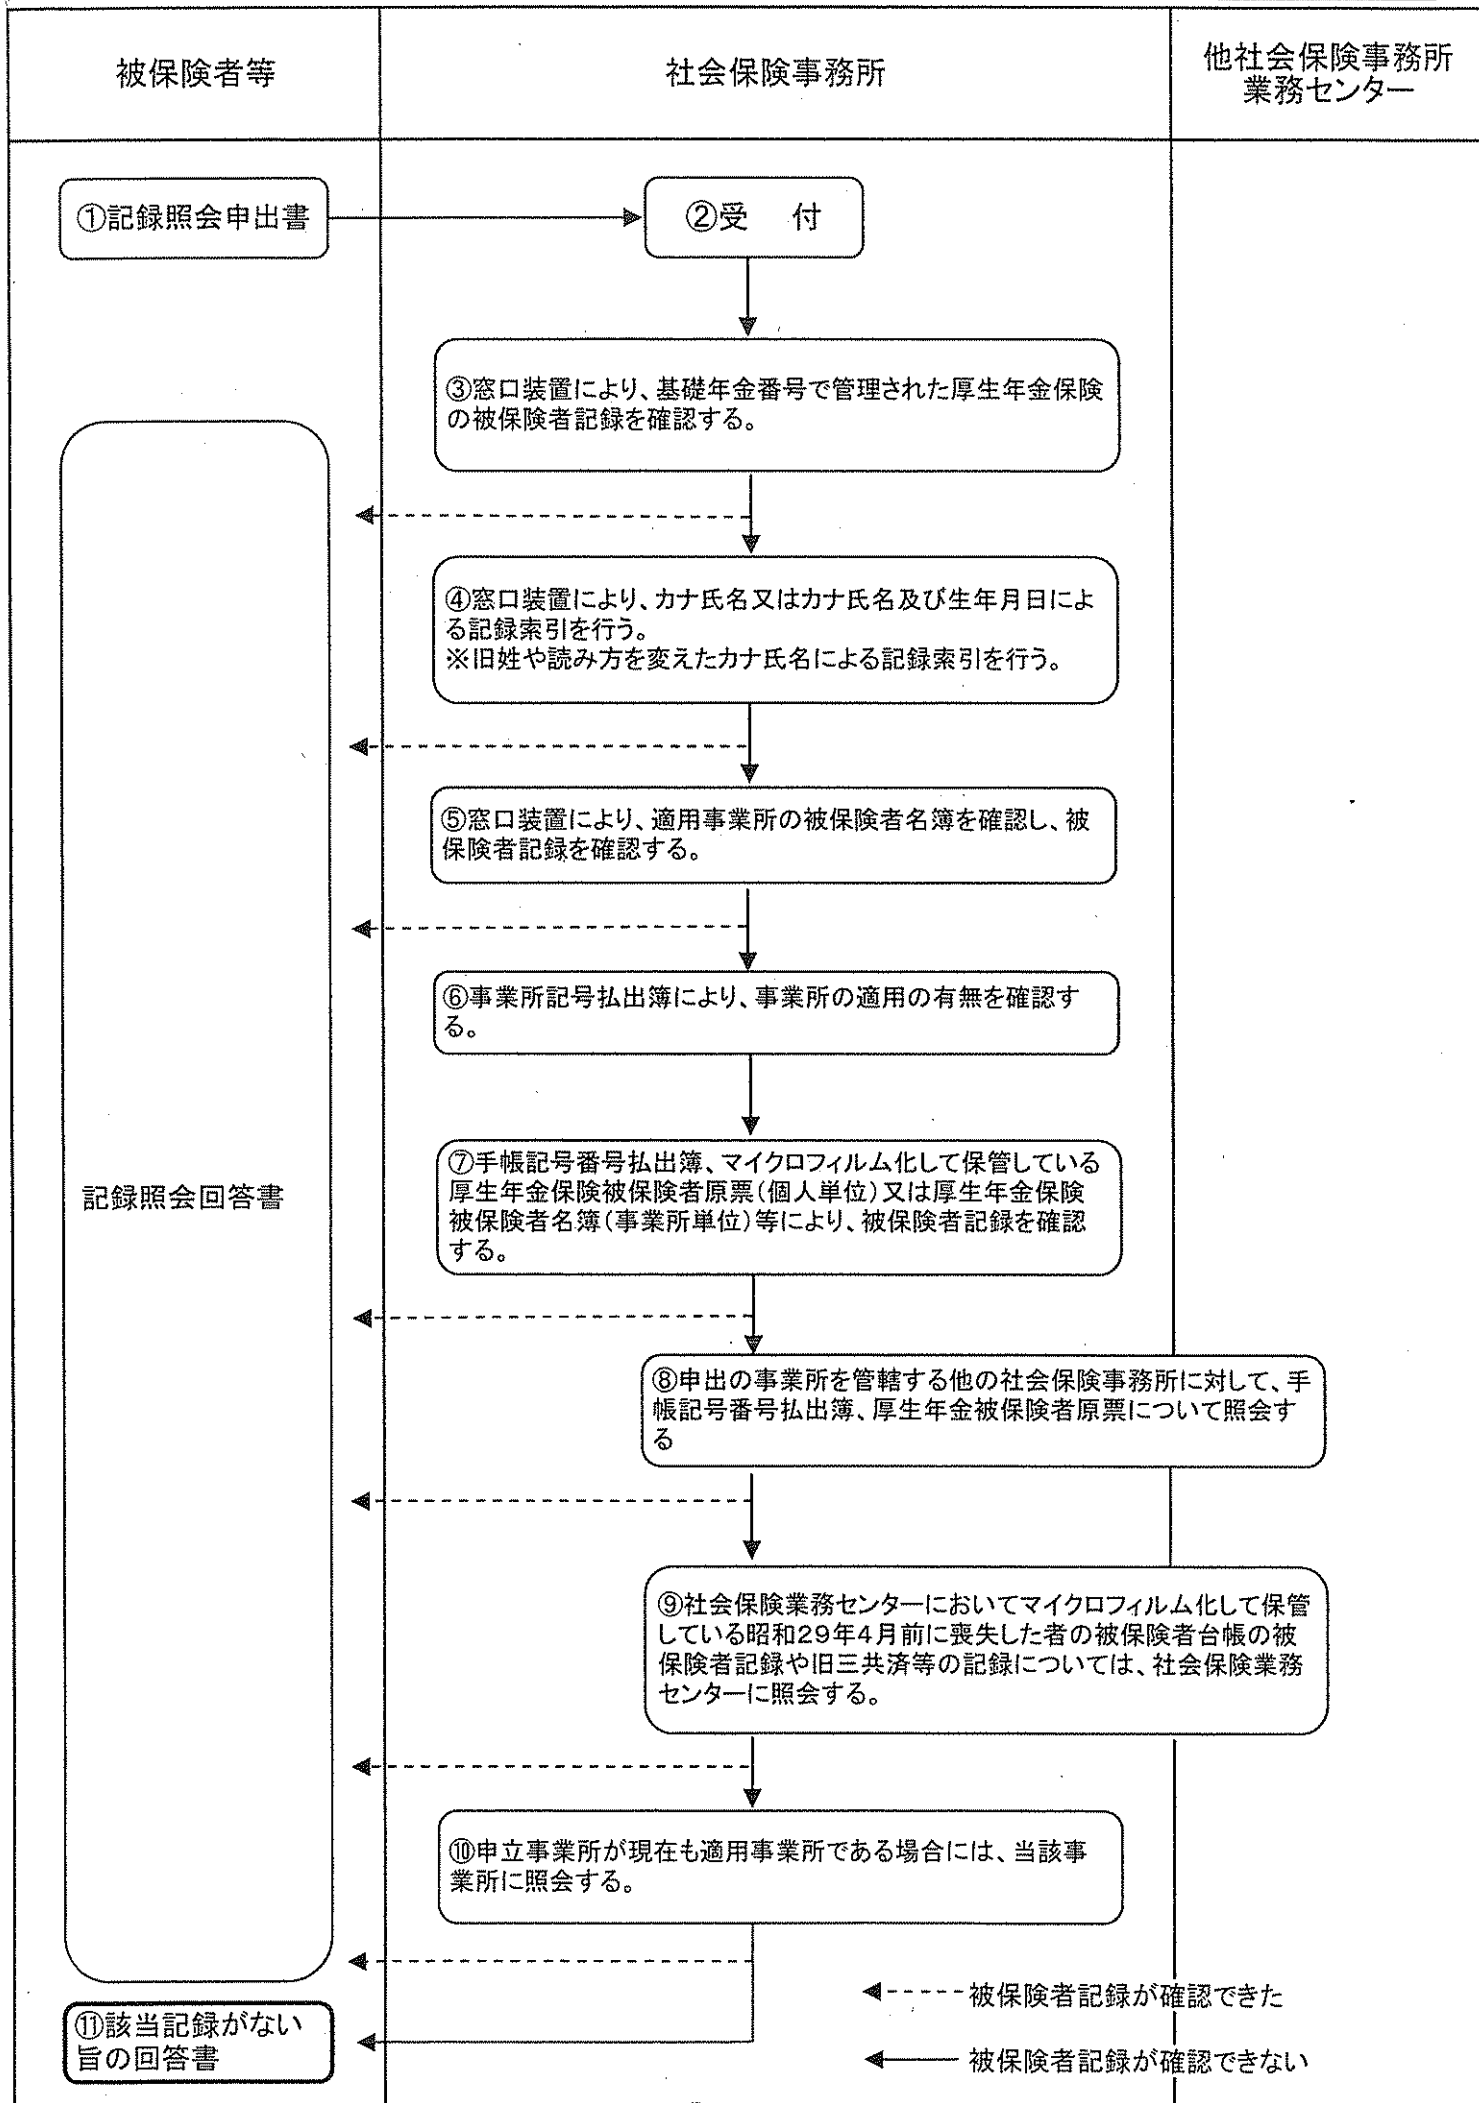 被保険者等
社会保険事務所
他社会保険事務所
業務センター
①記録照会申出書
②受　付
③窓口装置により、基礎年金番号で管理された厚生年金保険
の被保険者記録を確認する。
④窓口装置により、カナ氏名又はカナ氏名及び生年月日によ
る記録索引を行う。
※旧姓や読み方を変えたカナ氏名による記録索引を行う。
⑤窓口装置により、適用事業所の被保険者名簿を確認し、被
保険者記録を確認する。
⑥事業所記号払出簿により、事業所の適用の有無を確認す
る。
⑦手帳記号番号払出簿、マイクロフィルム化して保管している
厚生年金保険被保険者原票(個人単位)又は厚生年金保険
被保険者名簿(事業所単位)等により、被保険者記録を確認
する。
記録照会回答書
⑧申出の事業所を管轄する他の社会保険事務所に対して、手
帳記号番号払出簿、厚生年金被保険者原票について照会す
る
⑨社会保険業務センターにおいてマイクロフィルム化して保管
している昭和29年4月前に喪失した者の被保険者台帳の被
保険者記録や旧三共済等の記録については、社会保険業務
センターに照会する。
⑩申立事業所が現在も適用事業所である場合には、当該事
業所に照会する。
⑪該当記録がない
旨の回答書
被保険者記録が確認できた
被保険者記録が確認できない